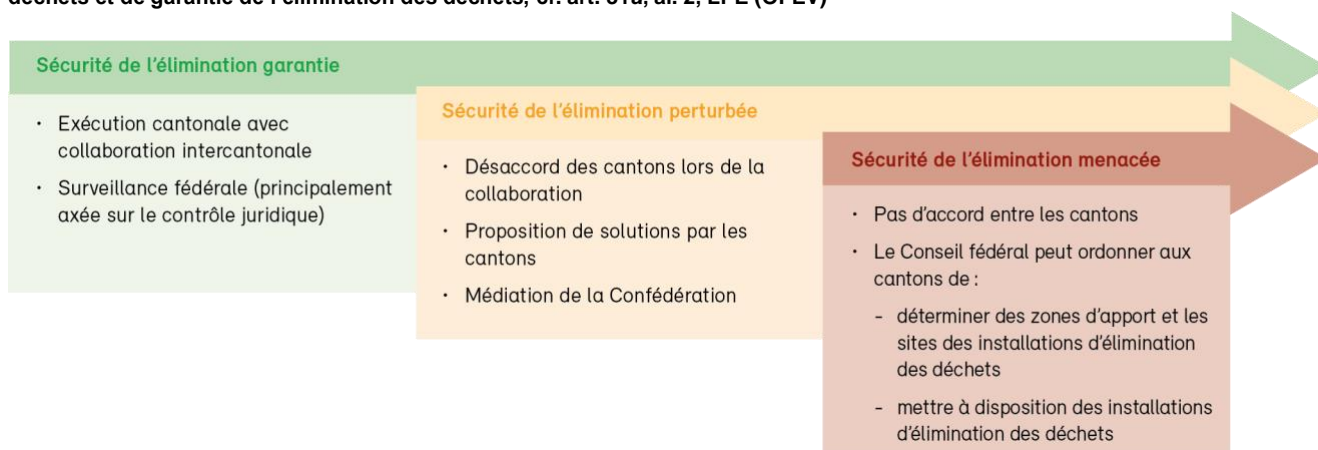 déchets et de garantie de l'élimination des déchets, cf. art. 31a, al. 2, LPE (OFEV)
Sécurité de l'élimination garantie
· Exécution cantonale avec
collaboration intercantonale
· Surveillance fédérale (principalement
axée sur le contrôle juridique)
Sécurité de l'élimination perturbée
· Désaccord des cantons lors de la
collaboration
· Proposition de solutions par les
cantons
· Médiation de la Confédération
Sécurité de l'élimination menacée
· Pas d'accord entre les cantons
· Le Conseil fédéral peut ordonner aux
cantons de :
- déterminer des zones d'apport et les
sites des installations d'élimination
des déchets
- mettre à disposition des installations
d'élimination des déchets